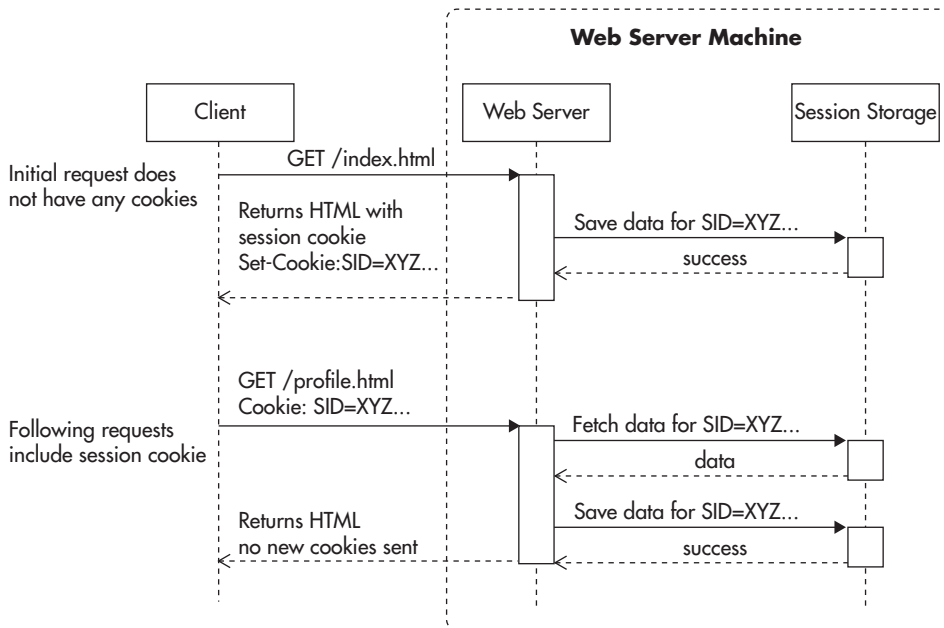 Web Server Machine
Client
Web Server
Session Storage
GET /index.html
Initial request does
not have any cookies
Returns HTML with
session cookie
Set-Cookie:SID=XYZ...
Save data for SID=XYZ...
success
GET /profile.html
Cookie: SID=XYZ...
Following requests
include session cookie
Fetch data for SID=XYZ...
data
Save data for SID=XYZ...
Returns HTML
no new cookies sent
success